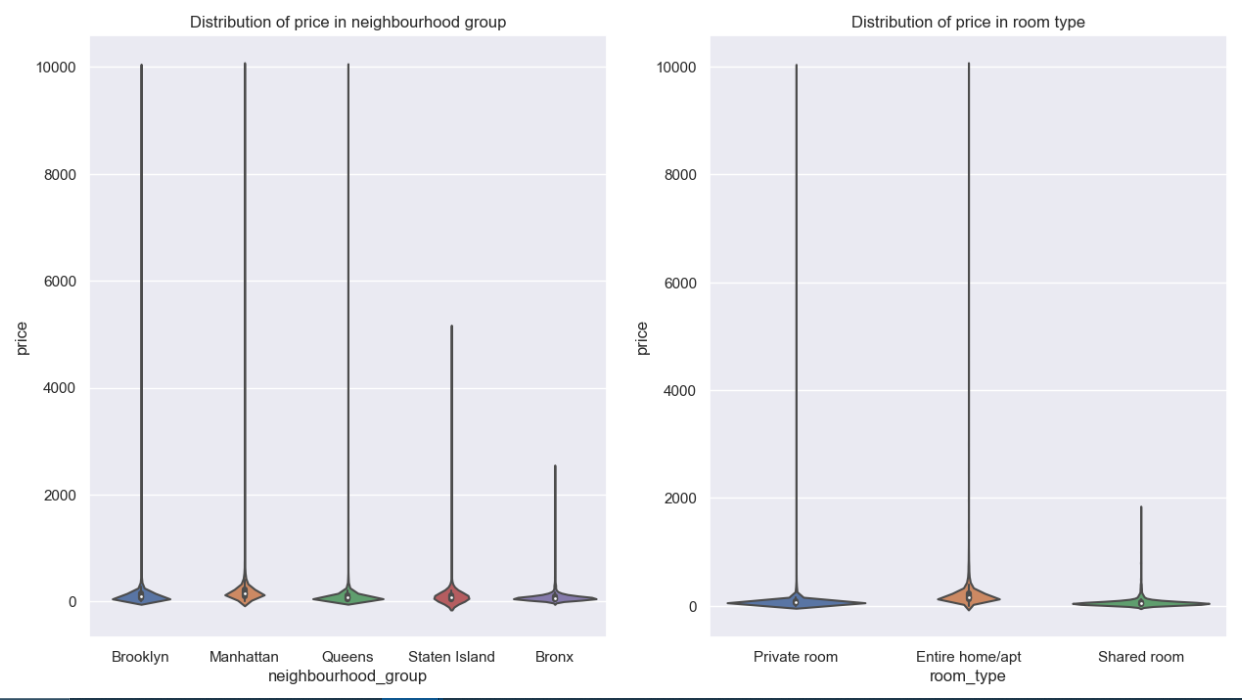 Distribution of price in neighbourhood group
10000
8000
6000
4000
2000
0
price
Brooklyn Manhattan Queens Staten Island Bronx
neighbourhood_group
Distribution of price in room type
10000
8000
6000
4000
2000
0
price
Private room Entire home/apt Shared room
room_type